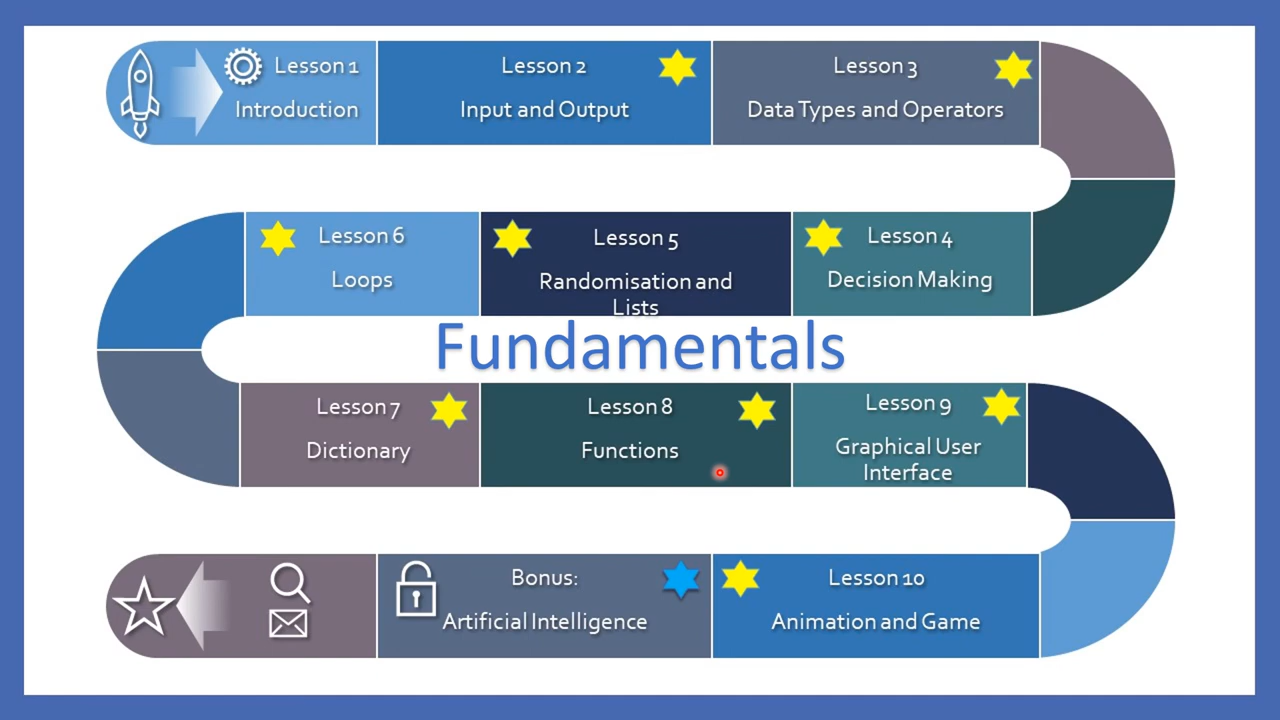 Lesson 1
Introduction
Lesson 2
Input and Output
Lesson 3
Data Types and Operators
Lesson 6
Loops
Lesson 5
Randomisation and
Lists
Lesson 4
Decision Making
Fundamentals
Lesson 7
Dictionary
Lesson 8
Functions
Lesson 9
Graphical User
Interface
Bonus:
Artificial Intelligence
Lesson 10
Animation and Game